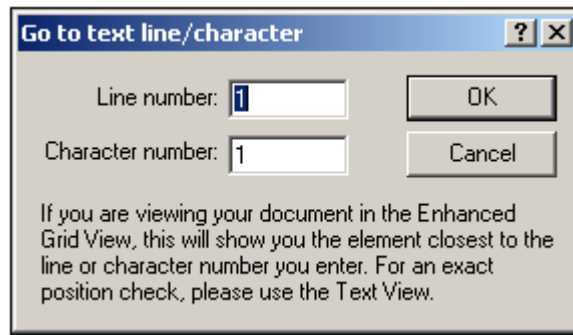 Go to text line/character
Line number: 1
OK
Character number: 1
Cancel
If you are viewing your document in the Enhanced
Grid View, this will show you the element closest to the
line or character number you enter. For an exact
position check, please use the Text View.